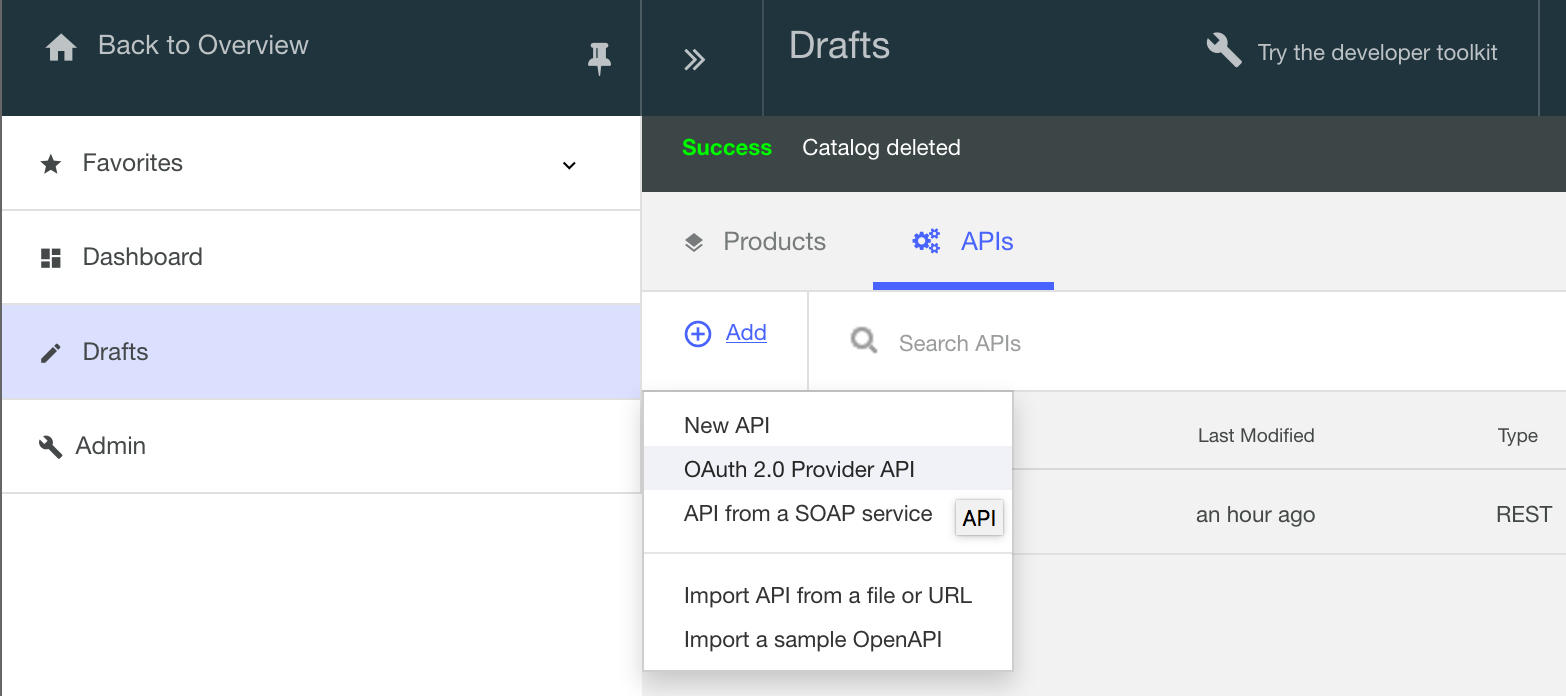 Back to Overview
Drafts
Try the developer toolkit
Favorites
Dashboard
Drafts
Admin
Success Catalog deleted
Products
APIs
Add
Search APIs
New API
OAuth 2.0 Provider API
API from a SOAP service
API
Import API from a file or URL
Import a sample OpenAPI
Last Modified
Type
an hour ago
REST